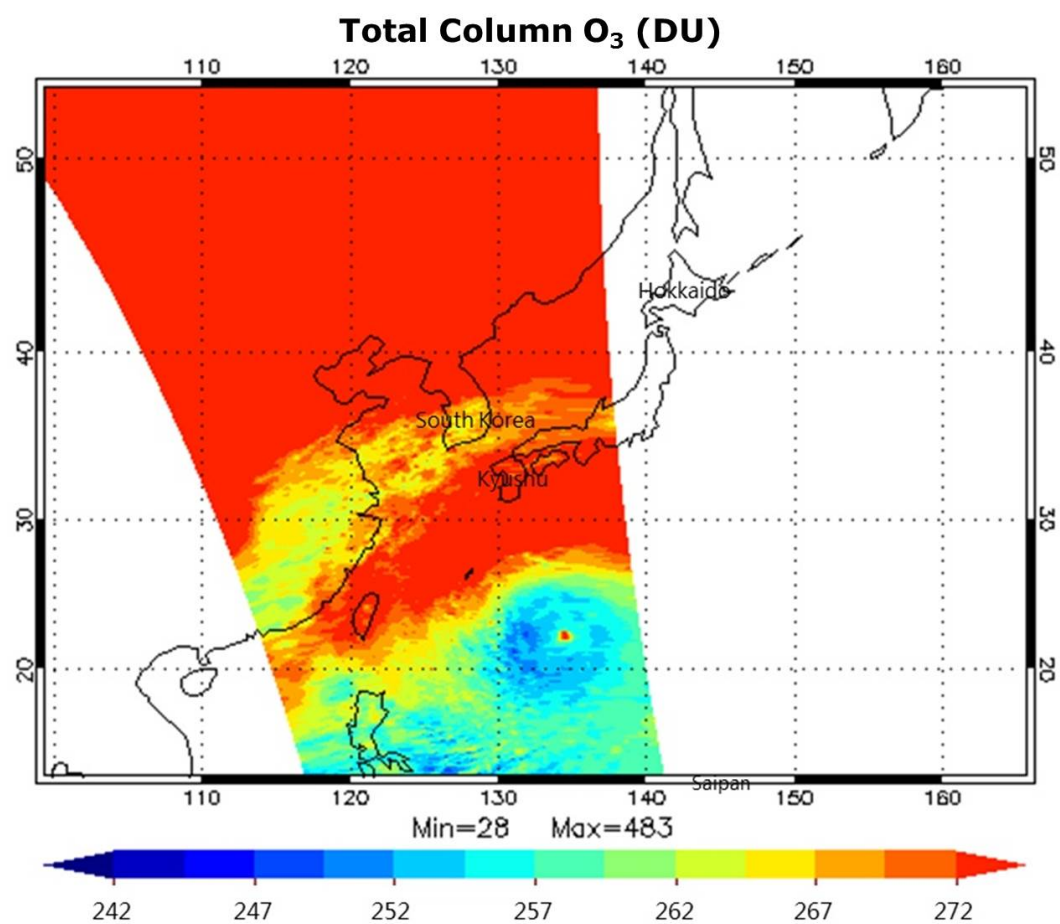 Total Column O₃ (DU)
110 120 130 140 150 160
50 50
Hokkaido
40 40
South Korea
Kyushu
30 30
20 20
Saipan
110 120 130 140 150 160
Min=28 Max=483
242 247 252 257 262 267 272